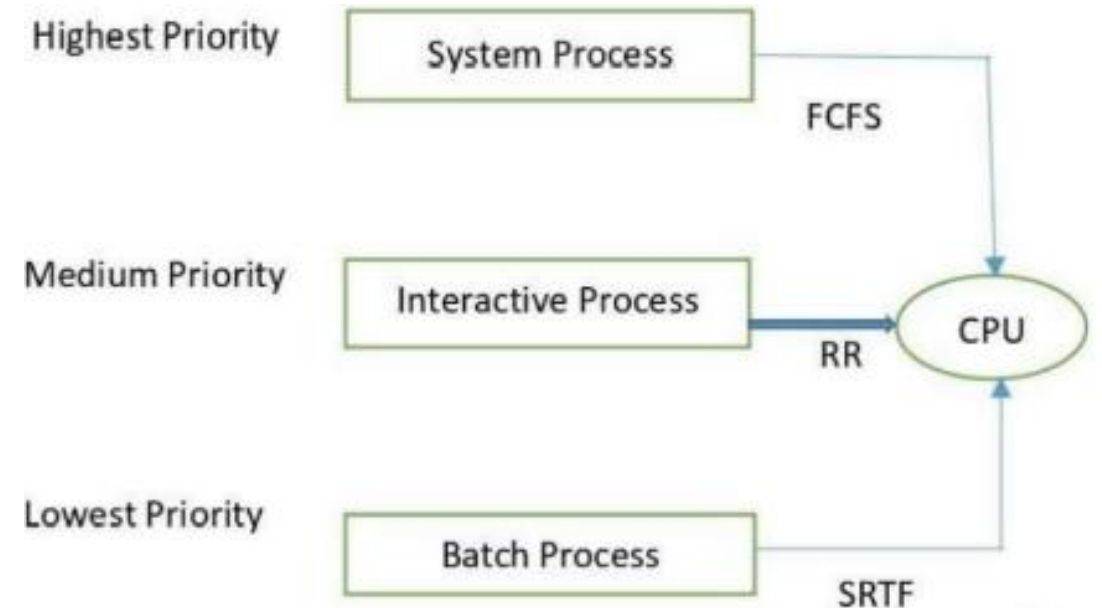 Highest Priority
System Process
FCFS
Medium Priority
Interactive Process
RR
CPU
Lowest Priority
Batch Process
SRTF